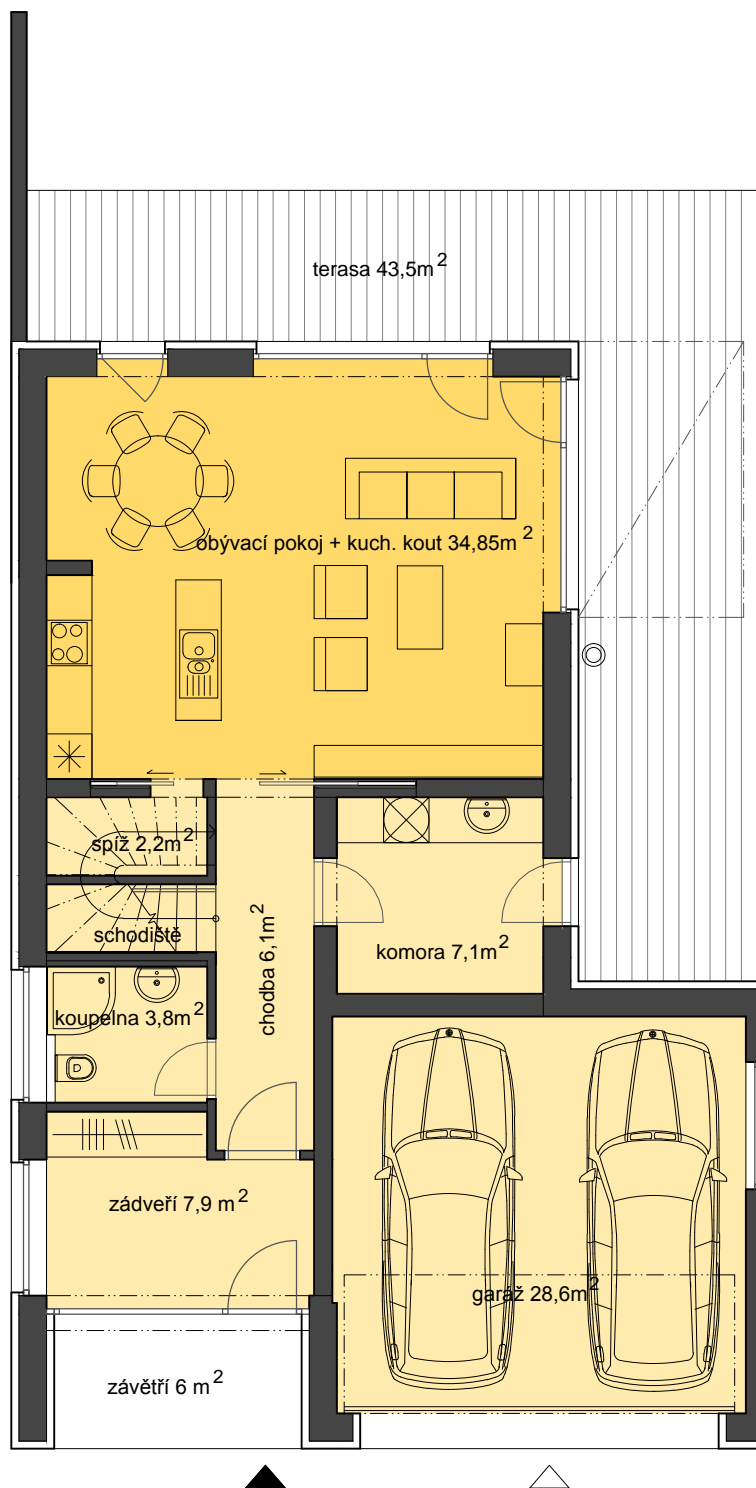 terasa 43,5m²
obývací pokoj + kuch. kout 34,85m²
spíž 2,2m²
schodiště
chodba 6,1m²
komora 7,1m²
koupelna 3,8m²
zádveří 7,9 m²
garáž 28,6m²
závětří 6 m²